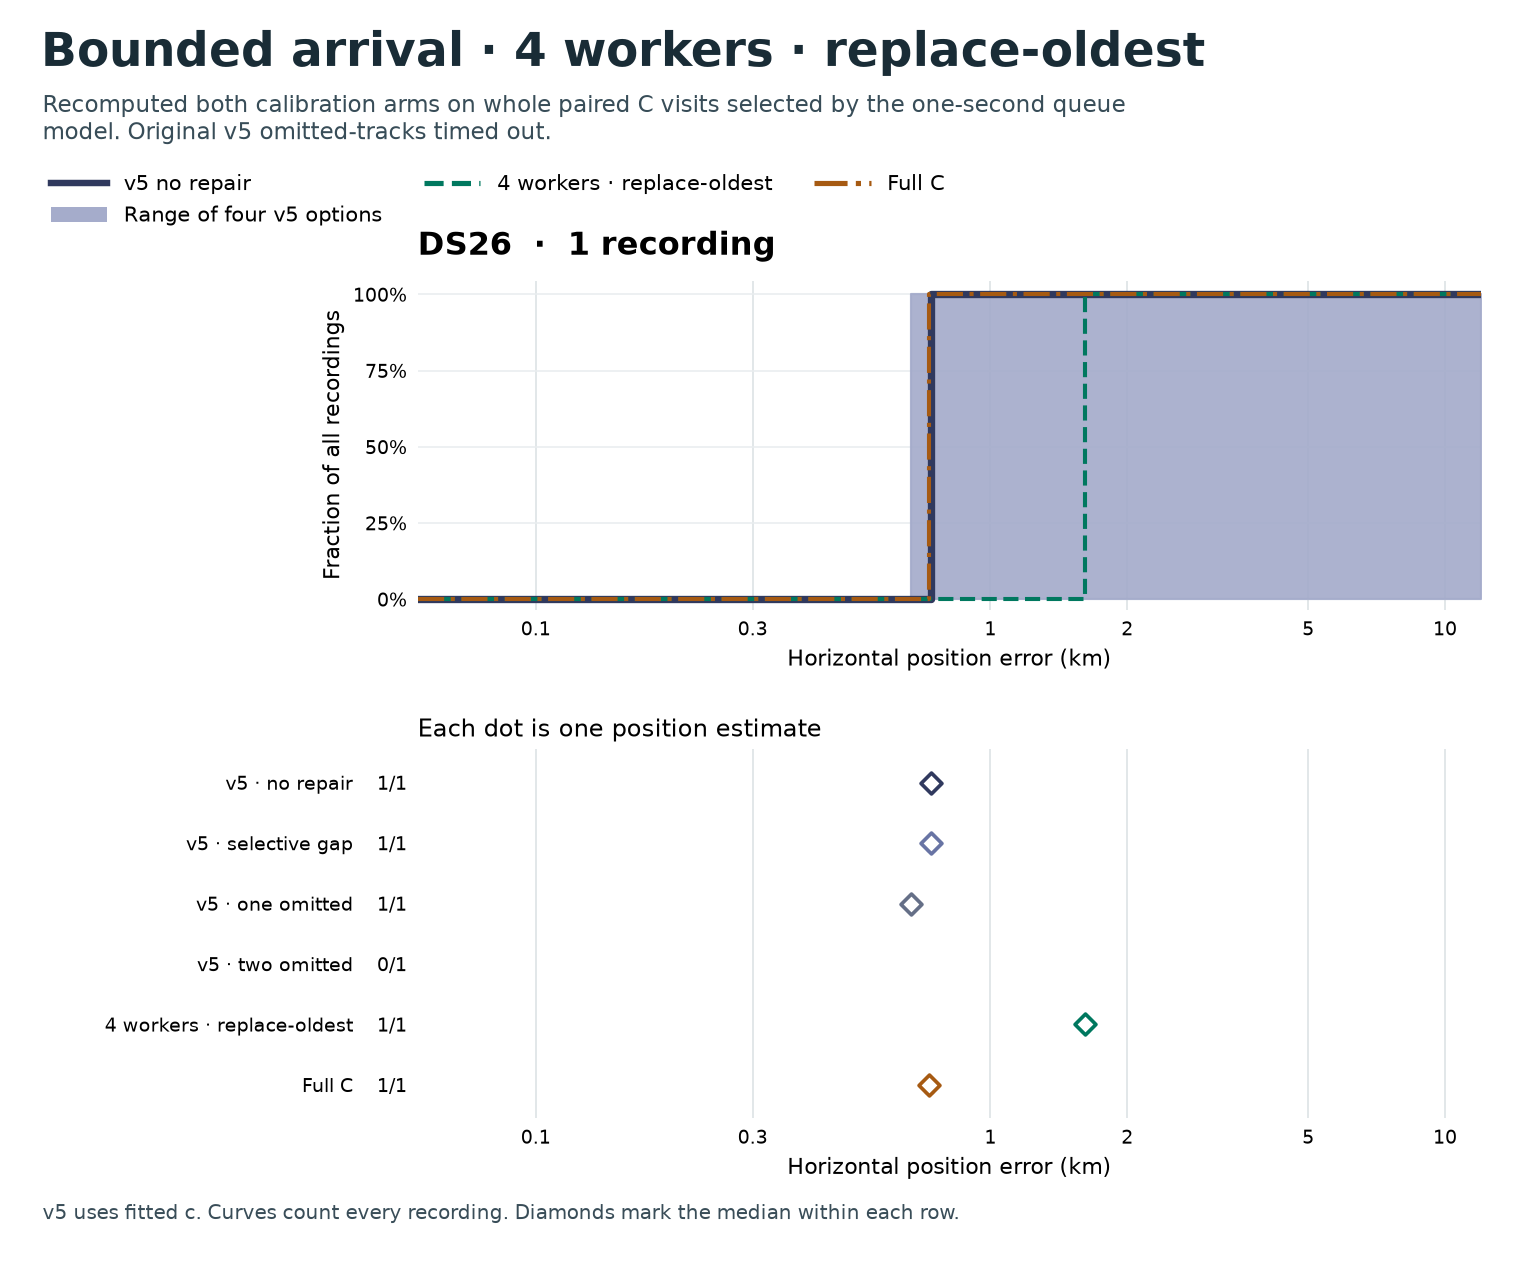 Bounded arrival · 4 workers · replace-oldest
Recomputed both calibration arms on whole paired C visits selected by the one-second queue
model. Original v5 omitted-tracks timed out.
v5 no repair
4 workers · replace-oldest
Full C
Range of four v5 options
DS26 · 1 recording
Fraction of all recordings
100%
75%
50%
25%
0%
0.1 0.3 1 2 5 10
Horizontal position error (km)
Each dot is one position estimate
v5 · no repair 1/1
v5 · selective gap 1/1
v5 · one omitted 1/1
v5 · two omitted 0/1
4 workers · replace-oldest 1/1
Full C 1/1
0.1 0.3 1 2 5 10
Horizontal position error (km)
v5 uses fitted c. Curves count every recording. Diamonds mark the median within each row.